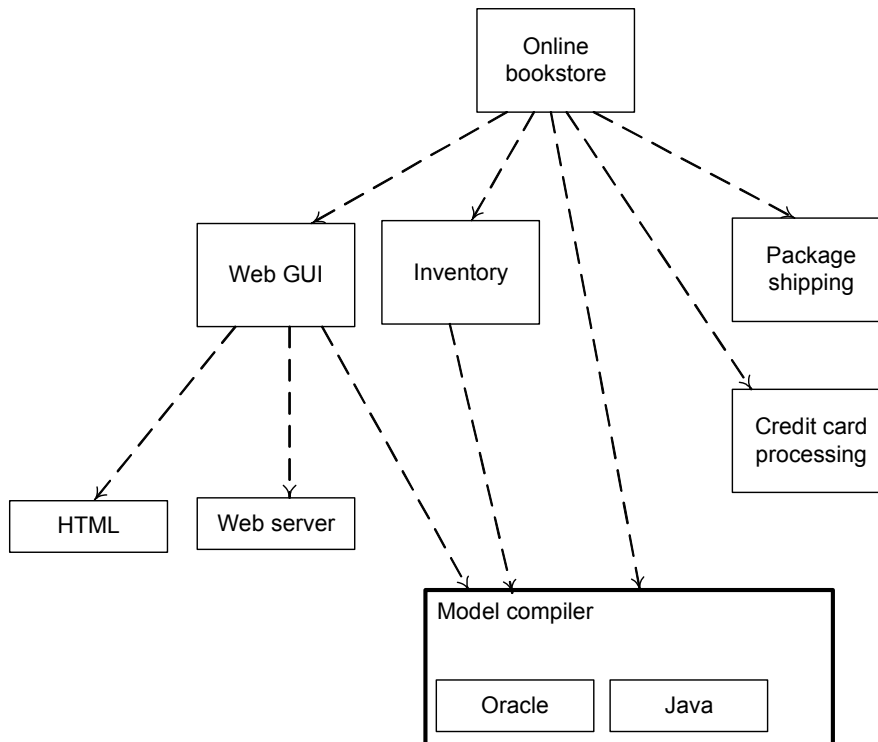 Online
bookstore
Web GUI
Inventory
Package
shipping
Credit card
processing
HTML
Web server
Model compiler
Oracle
Java